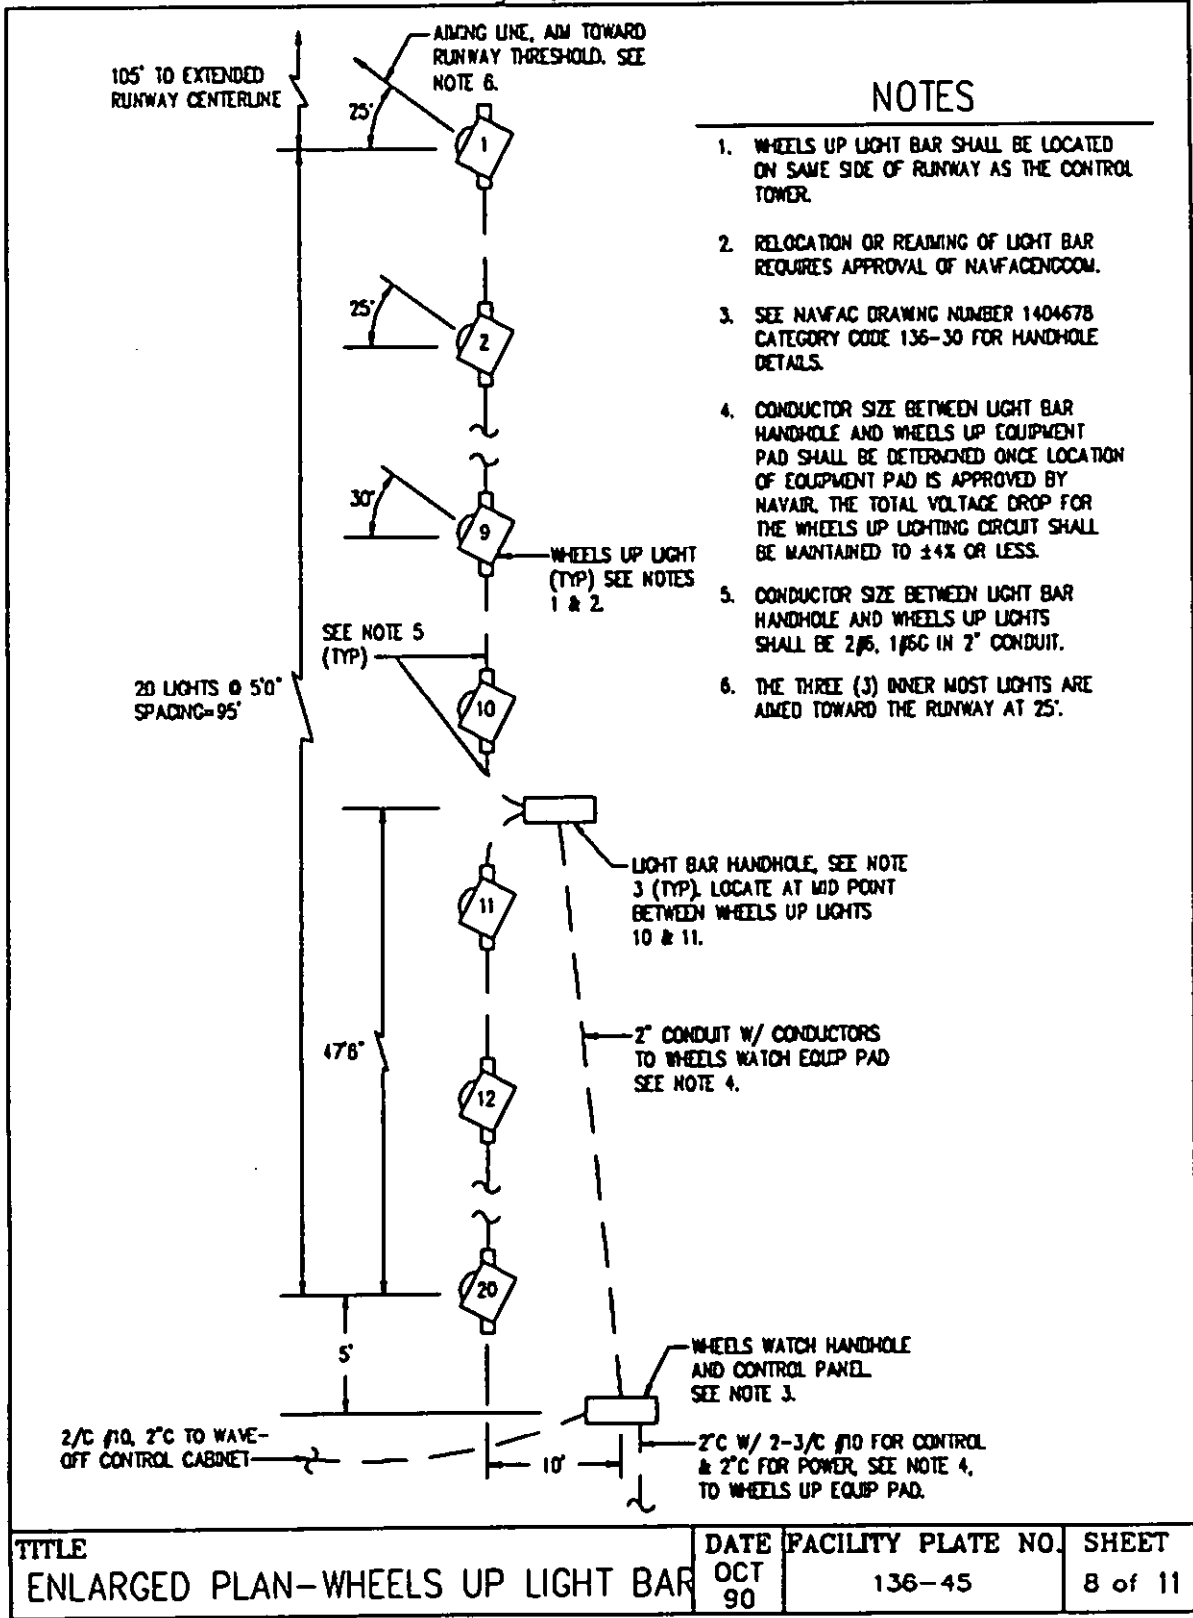 AIMING LINE, AIM TOWARD
RUNWAY THRESHOLD. SEE
NOTE 6.
105' TO EXTENDED
RUNWAY CENTERLINE
25°
1
25°
2
30°
9
WHEELS UP LIGHT
(TYP) SEE NOTES
1 & 2.
SEE NOTE 5
(TYP)
20 LIGHTS @ 5'0"
SPACING=95'
10
LIGHT BAR HANDHOLE, SEE NOTE
3 (TYP). LOCATE AT MID POINT
BETWEEN WHEELS UP LIGHTS
10 & 11.
11
47'6"
2" CONDUIT W/ CONDUCTORS
TO WHEELS WATCH EQUIP PAD
SEE NOTE 4.
12
20
5'
WHEELS WATCH HANDHOLE
AND CONTROL PANEL
SEE NOTE 3.
2/C #10, 2"C TO WAVE-
OFF CONTROL CABINET
10'
2"C W/ 2-3/C #10 FOR CONTROL
& 2"C FOR POWER, SEE NOTE 4,
TO WHEELS UP EQUIP PAD.
NOTES
1. WHEELS UP LIGHT BAR SHALL BE LOCATED
ON SAME SIDE OF RUNWAY AS THE CONTROL
TOWER.
2. RELOCATION OR REAIMING OF LIGHT BAR
REQUIRES APPROVAL OF NAVFACENGCOM.
3. SEE NAVFAC DRAWING NUMBER 1404678
CATEGORY CODE 136-30 FOR HANDHOLE
DETAILS.
4. CONDUCTOR SIZE BETWEEN LIGHT BAR
HANDHOLE AND WHEELS UP EQUIPMENT
PAD SHALL BE DETERMINED ONCE LOCATION
OF EQUIPMENT PAD IS APPROVED BY
NAVAIR. THE TOTAL VOLTAGE DROP FOR
THE WHEELS UP LIGHTING CIRCUIT SHALL
BE MAINTAINED TO ±4% OR LESS.
5. CONDUCTOR SIZE BETWEEN LIGHT BAR
HANDHOLE AND WHEELS UP LIGHTS
SHALL BE 2#6, 1#6G IN 2" CONDUIT.
6. THE THREE (3) INNER MOST LIGHTS ARE
AIMED TOWARD THE RUNWAY AT 25°.
TITLE
ENLARGED PLAN-WHEELS UP LIGHT BAR
DATE
OCT
90
FACILITY PLATE NO.
136-45
SHEET
8 of 11